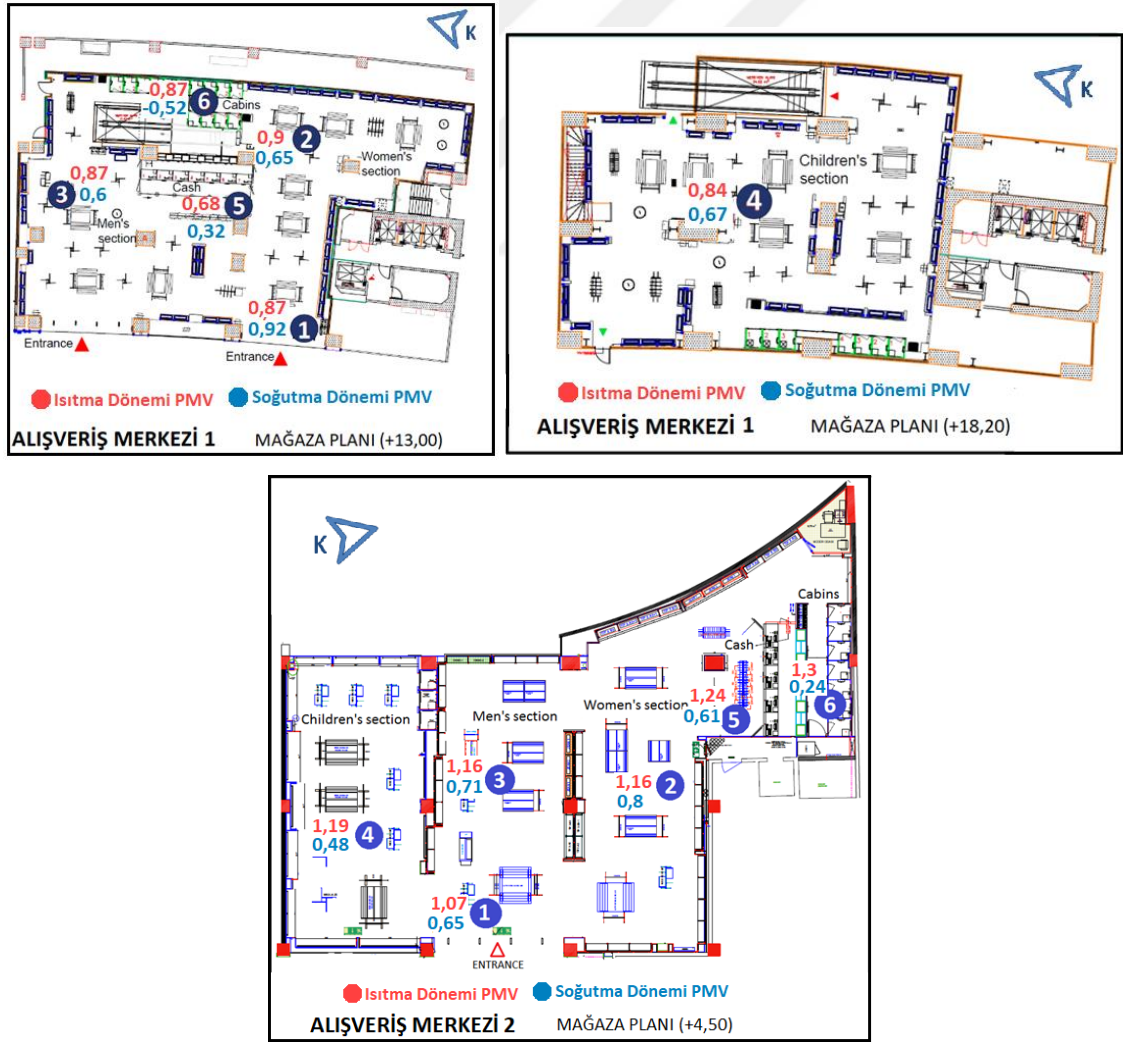 K
0,87
-0,52
6
Cabins
0,9
2
0,65
Women's
section
0,87
3
0,6
Cash
0,68
5
0,32
Men's
section
0,87
0,92
1
Entrance
Entrance
Isıtma Dönemi PMV
Soğutma Dönemi PMV
ALIŞVERİŞ MERKEZİ 1
MAĞAZA PLANI (+13,00)
K
Children's
section
0,84
4
0,67
Isıtma Dönemi PMV
Soğutma Dönemi PMV
ALIŞVERİŞ MERKEZİ 1
MAĞAZA PLANI (+18,20)
K
Cabins
Cash
1,3
0,24
6
1,24
0,61
5
Children's section
Men's section
Women's section
1,16
3
0,71
1,16
2
0,8
1,19
4
0,48
1,07
1
0,65
ENTRANCE
Isıtma Dönemi PMV
Soğutma Dönemi PMV
ALIŞVERİŞ MERKEZİ 2
MAĞAZA PLANI (+4,50)